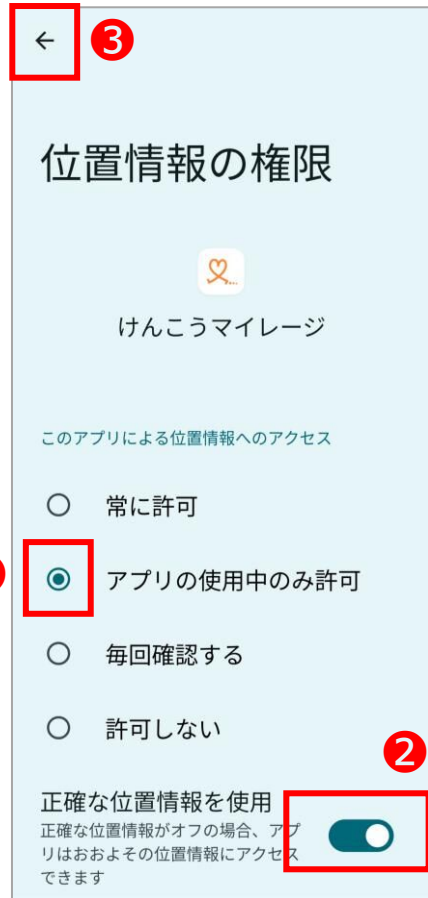 ← ❸
位置情報の権限
けんこうマイレージ
このアプリによる位置情報へのアクセス
常に許可
アプリの使用中のみ許可
毎回確認する
許可しない
❷
正確な位置情報を使用
正確な位置情報がオフの場合、アプ
リはおおよその位置情報にアクセス
できます